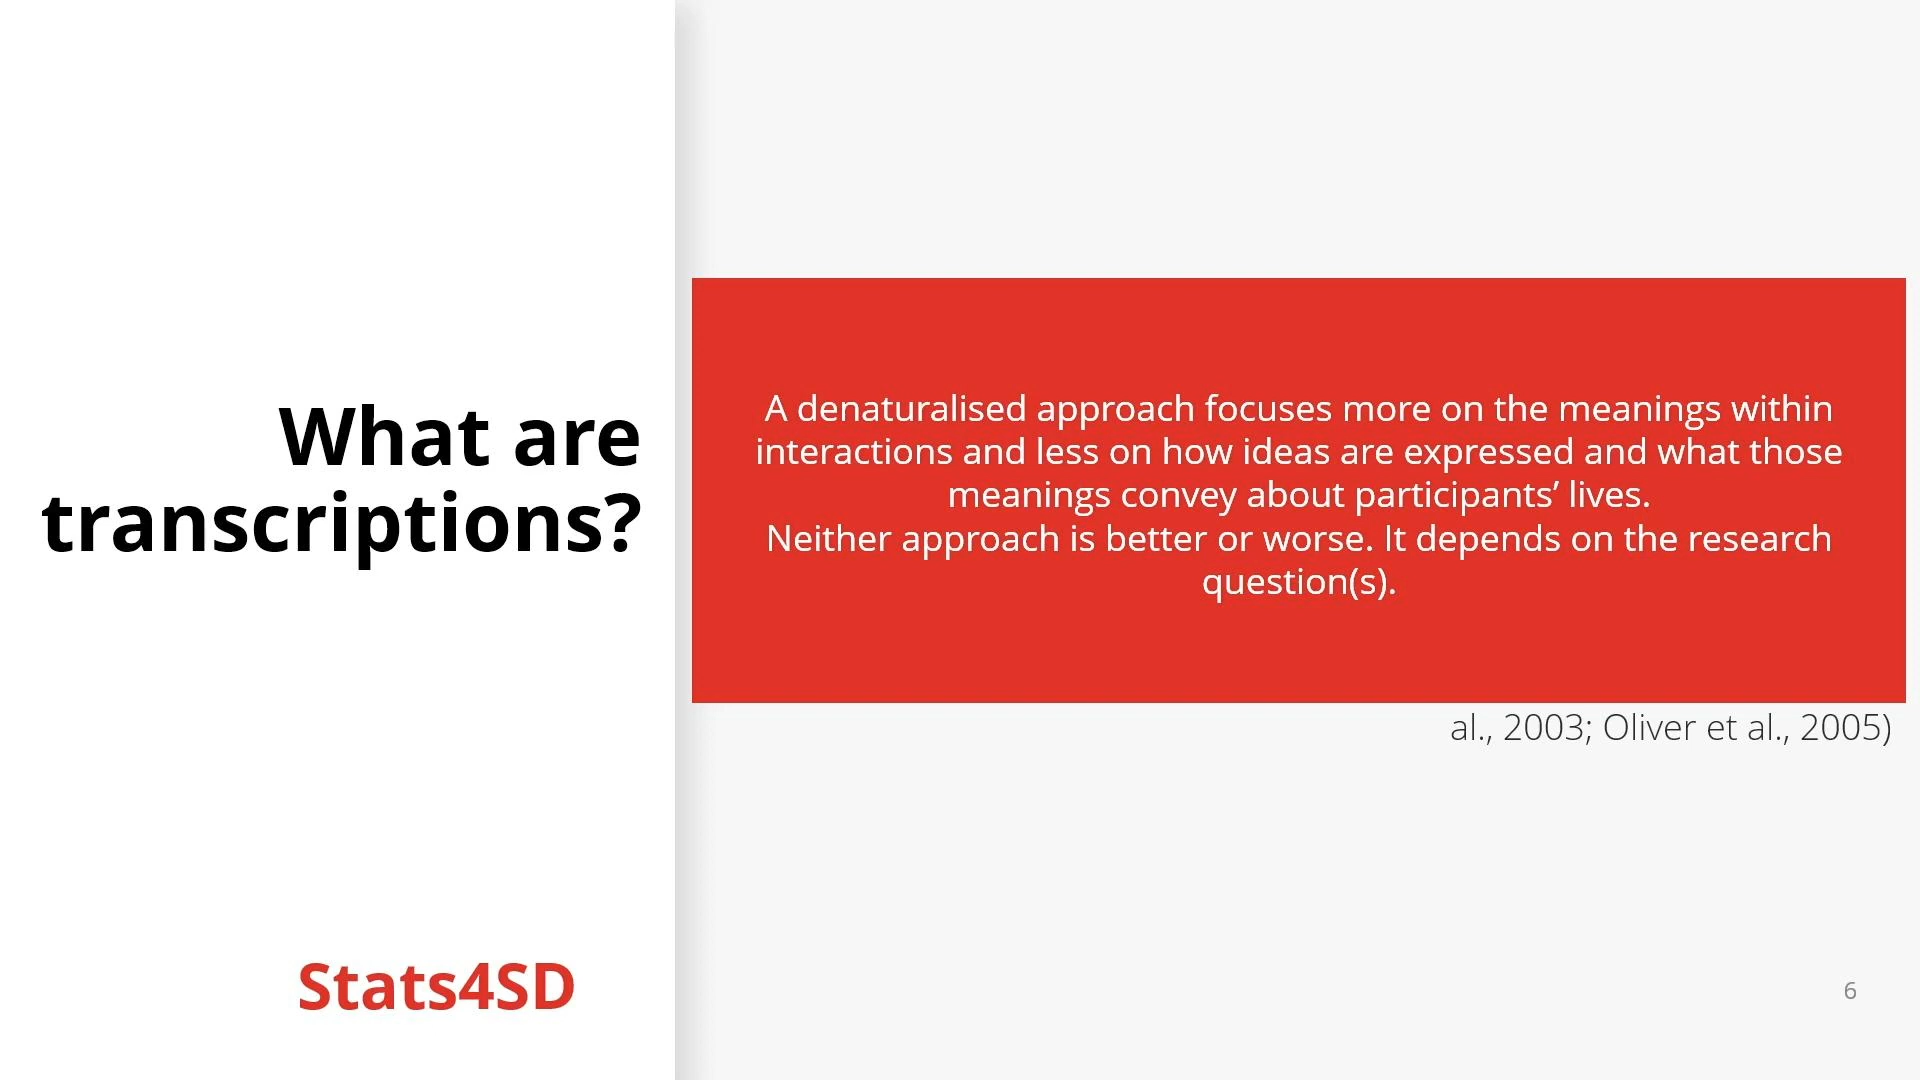 What are
transcriptions?
A denaturalised approach focuses more on the meanings within
interactions and less on how ideas are expressed and what those
meanings convey about participants’ lives.
Neither approach is better or worse. It depends on the research
question(s).
al., 2003; Oliver et al., 2005)
Stats4SD
6